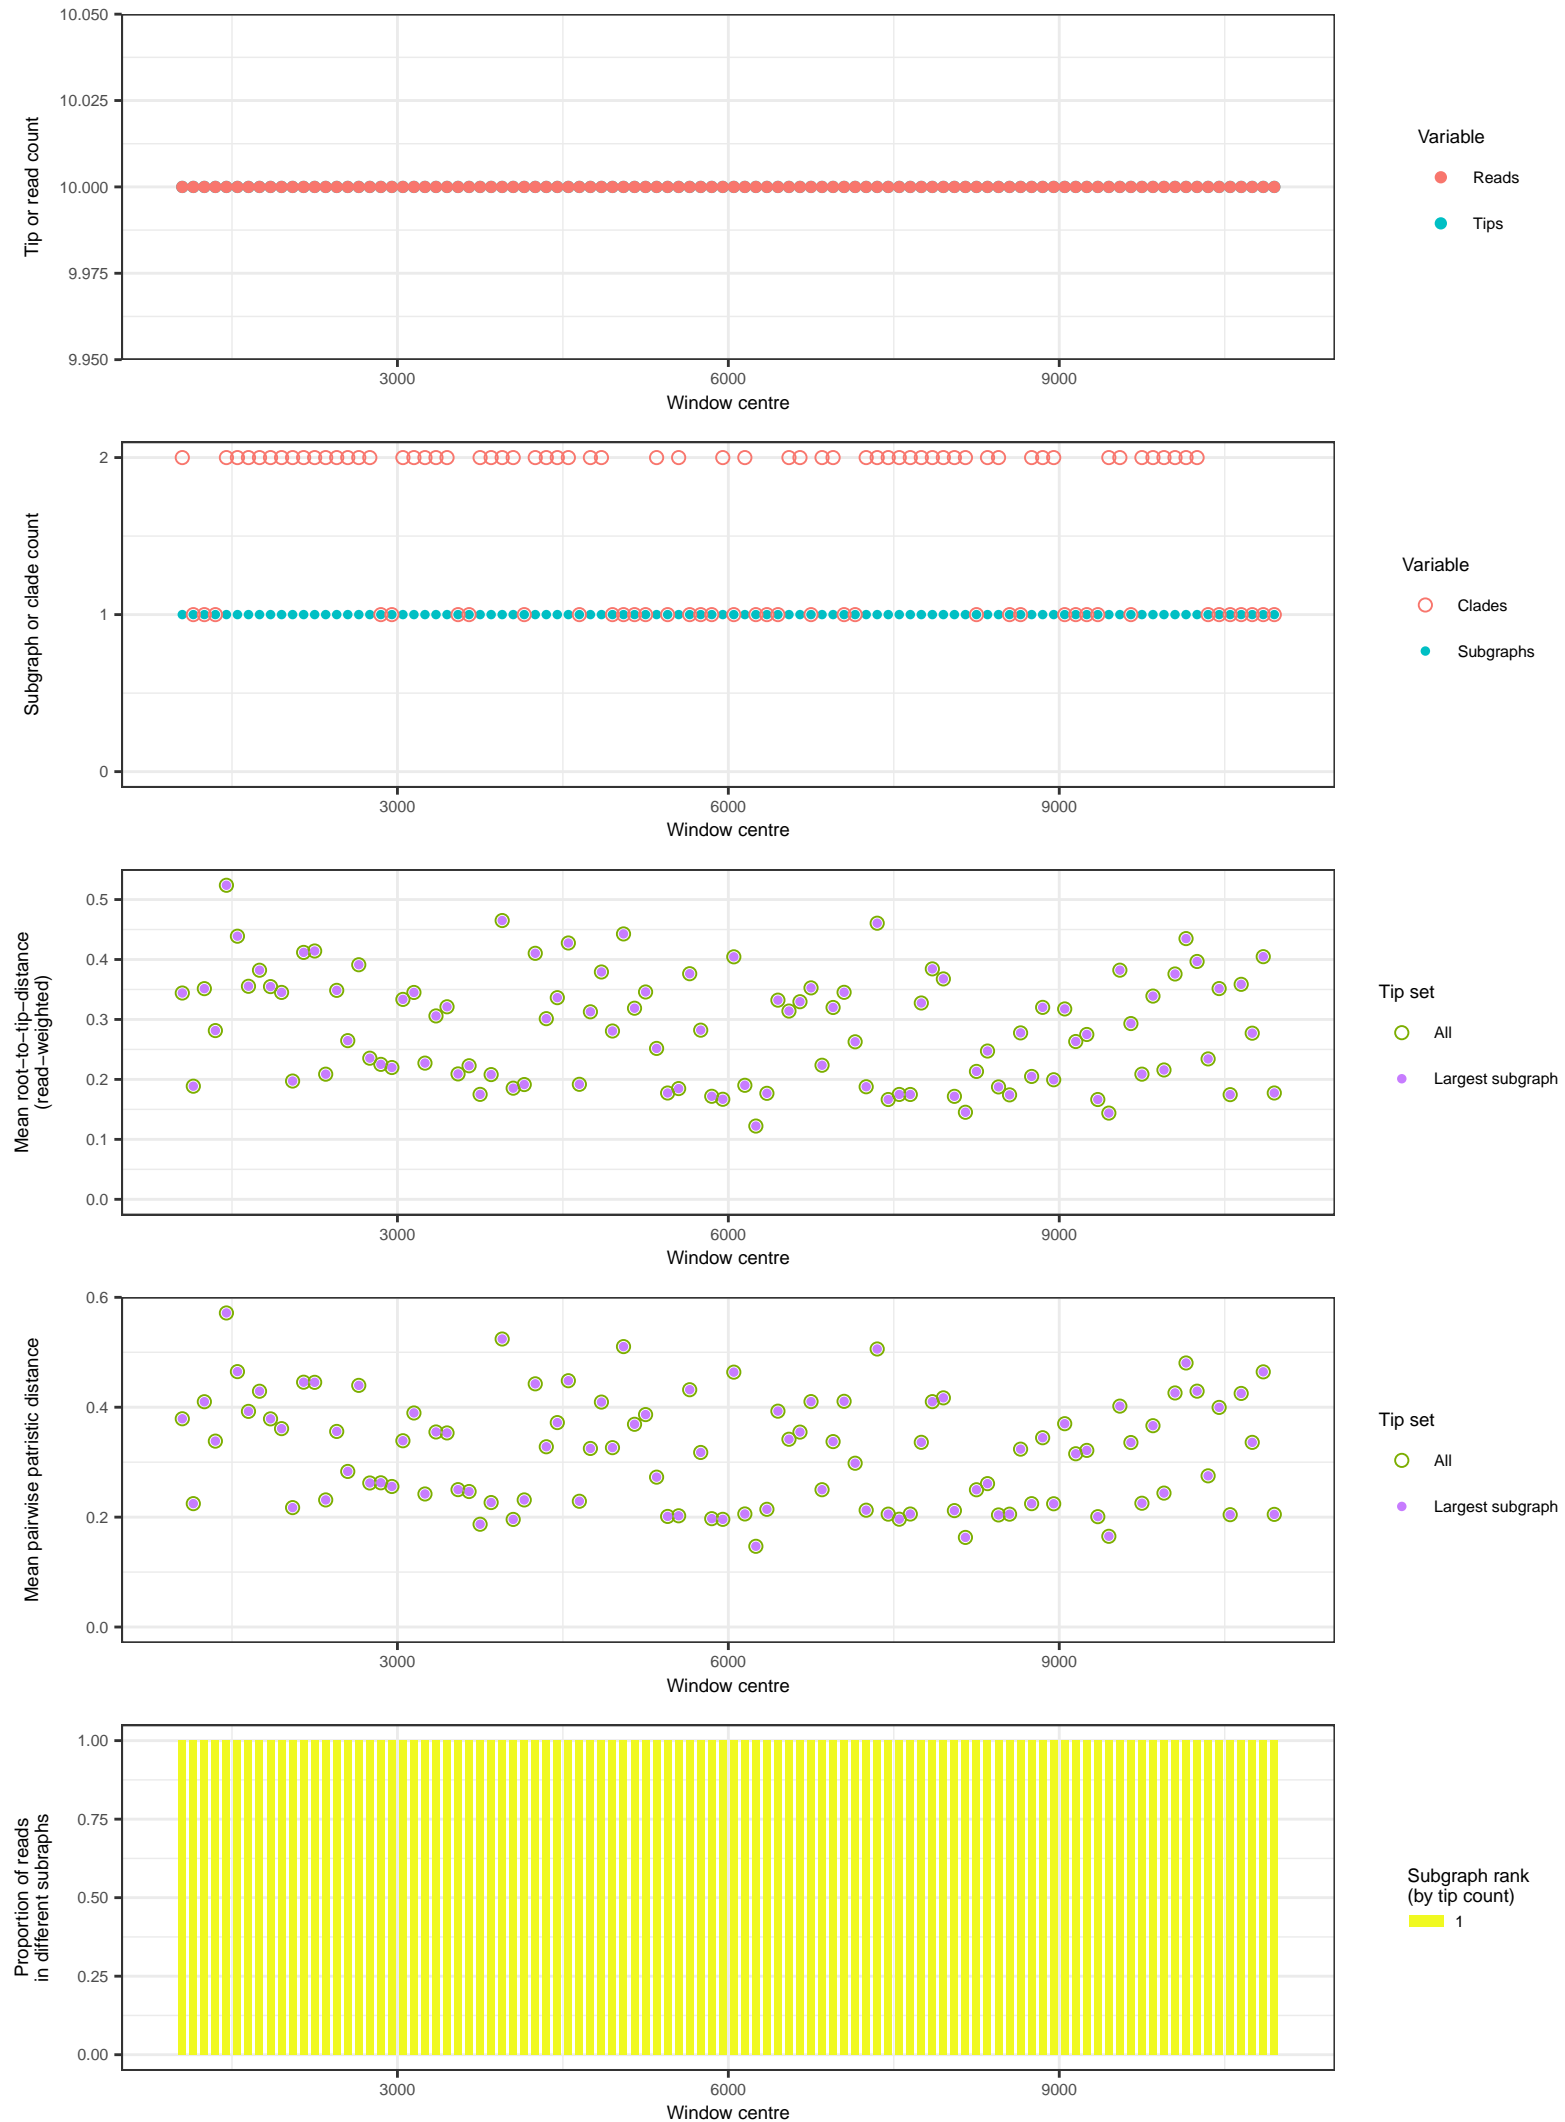 10.050
10.025
10.000
9.975
9.950
Tip or read count
3000
6000
9000
Window centre
Variable
Reads
Tips
2
1
0
Subgraph or clade count
3000
6000
9000
Window centre
Variable
Clades
Subgraphs
0.5
0.4
0.3
0.2
0.1
0.0
Mean root−to−tip−distance
(read−weighted)
3000
6000
9000
Window centre
Tip set
All
Largest subgraph
0.6
0.4
0.2
0.0
Mean pairwise patristic distance
3000
6000
9000
Window centre
Tip set
All
Largest subgraph
1.00
0.75
0.50
0.25
0.00
Proportion of reads
in different subraphs
3000
6000
9000
Window centre
Subgraph rank
(by tip count)
1